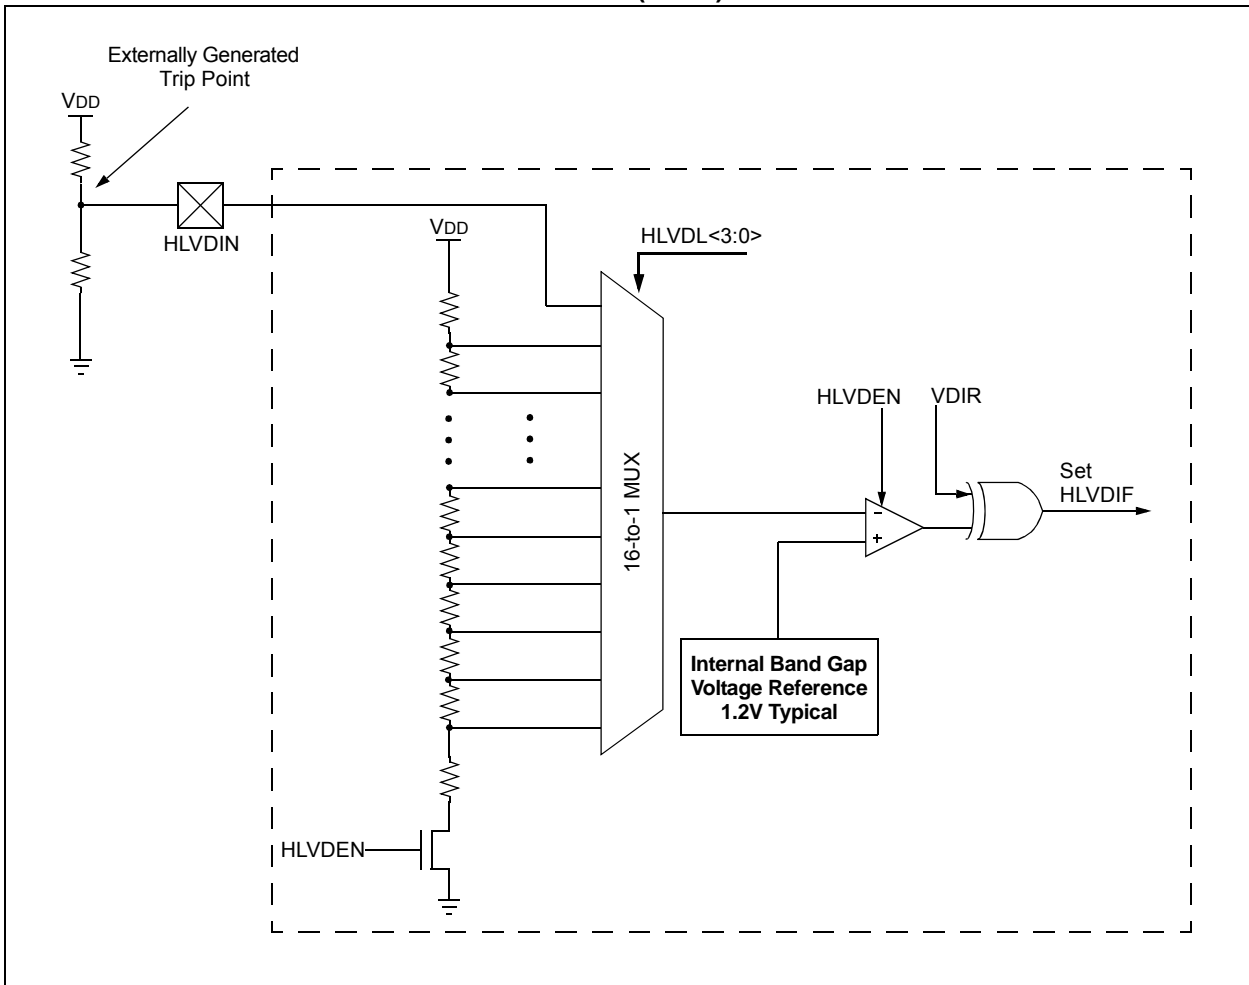 Externally Generated
Trip Point
VDD
HLVDIN
VDD
HLVDL<3:0>
16-to-1 MUX
HLVDEN
VDIR
Set
HLVDIF
–
+
Internal Band Gap
Voltage Reference
1.2V Typical
HLVDEN